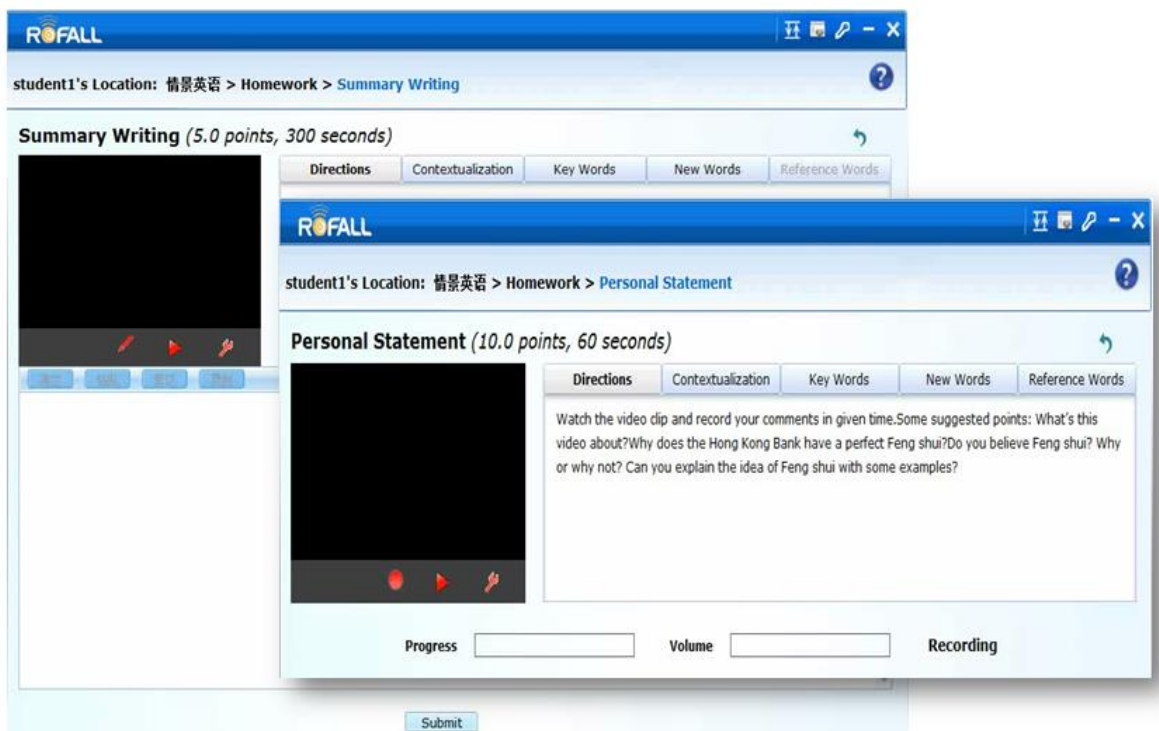 ROFALL
student1's Location: 情景英语 > Homework > Summary Writing
?
Summary Writing (5.0 points, 300 seconds)
Directions
Contextualization
Key Words
New Words
Reference Words
ROFALL
student1's Location: 情景英语 > Homework > Personal Statement
?
Personal Statement (10.0 points, 60 seconds)
Directions
Contextualization
Key Words
New Words
Reference Words
Watch the video clip and record your comments in given time.Some suggested points: What's this
video about?Why does the Hong Kong Bank have a perfect Feng shui?Do you believe Feng shui? Why
or why not? Can you explain the idea of Feng shui with some examples?
Progress
Volume
Recording
Submit